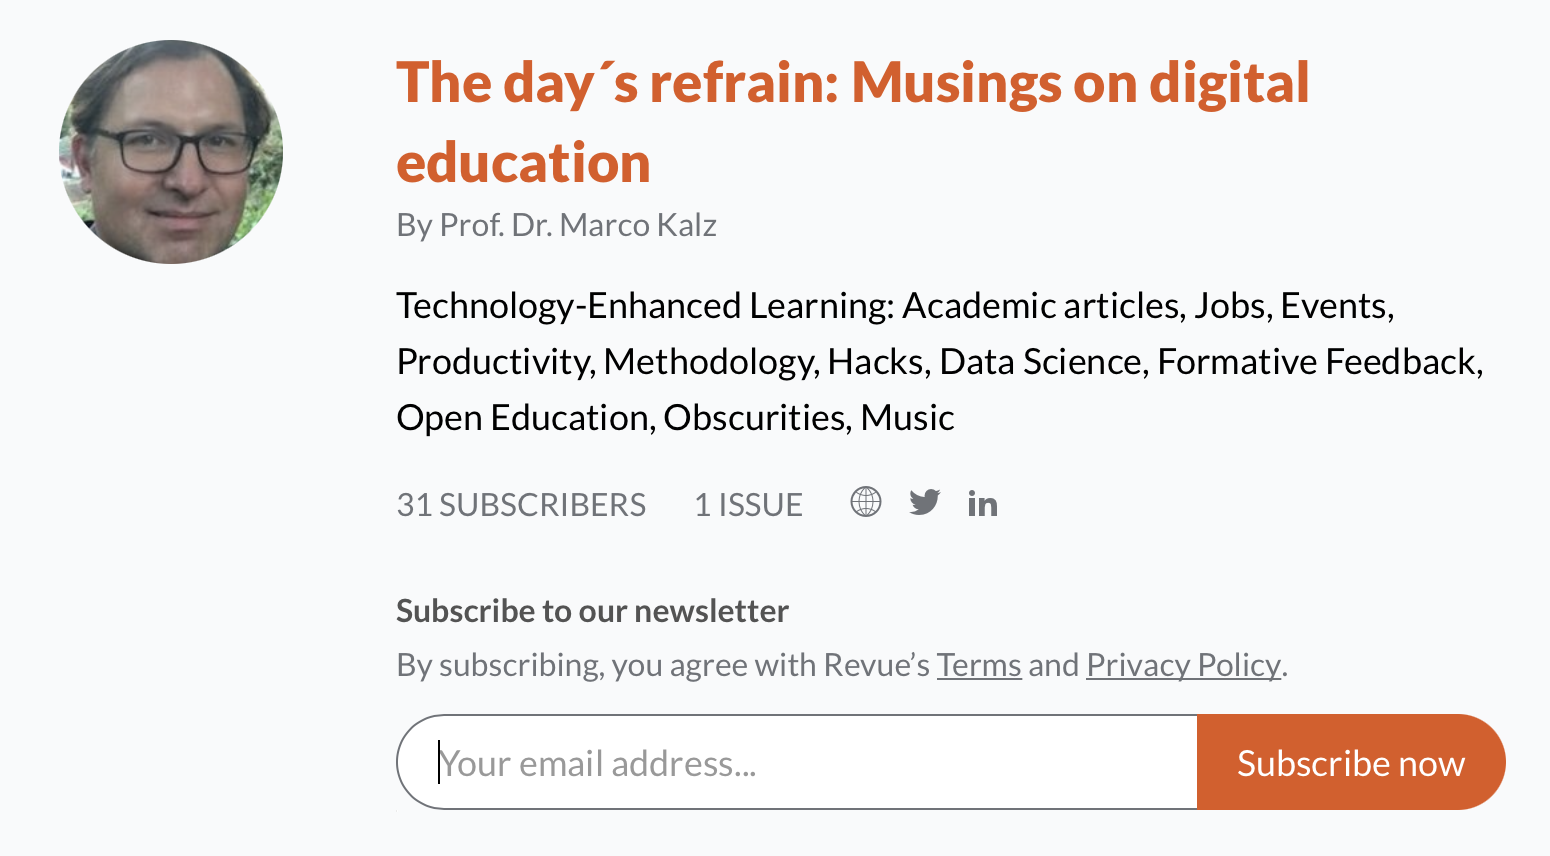 The day´s refrain: Musings on digital
education
By Prof. Dr. Marco Kalz
Technology-Enhanced Learning: Academic articles, Jobs, Events,
Productivity, Methodology, Hacks, Data Science, Formative Feedback,
Open Education, Obscurities, Music
31 SUBSCRIBERS 1 ISSUE in
Subscribe to our newsletter
By subscribing, you agree with Revue’s Terms and Privacy Policy.
Your email address... Subscribe now